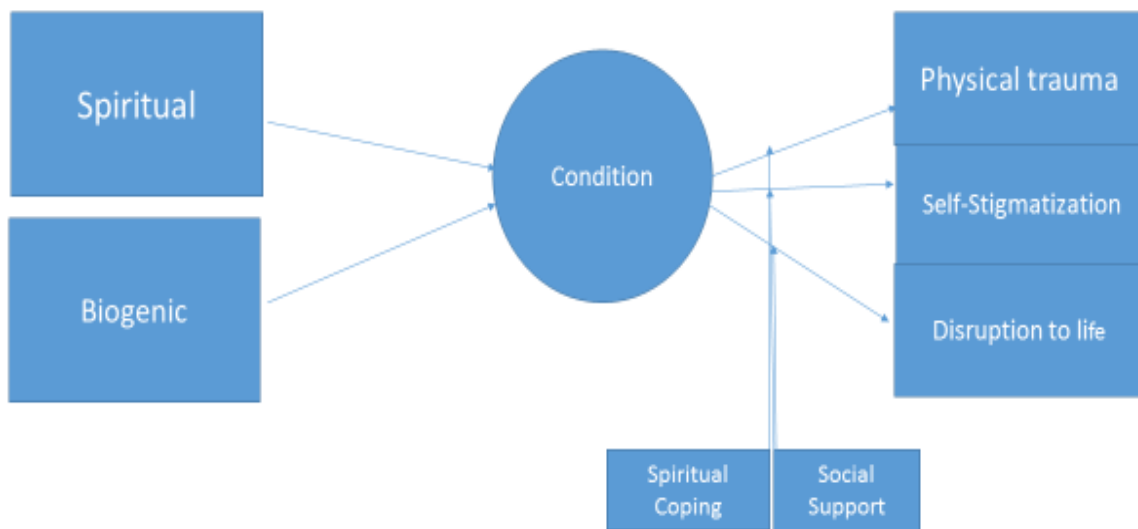 Spiritual
Biogenic
Condition
Physical trauma
Self-Stigmatization
Disruption to life
Spiritual
Coping
Social
Support